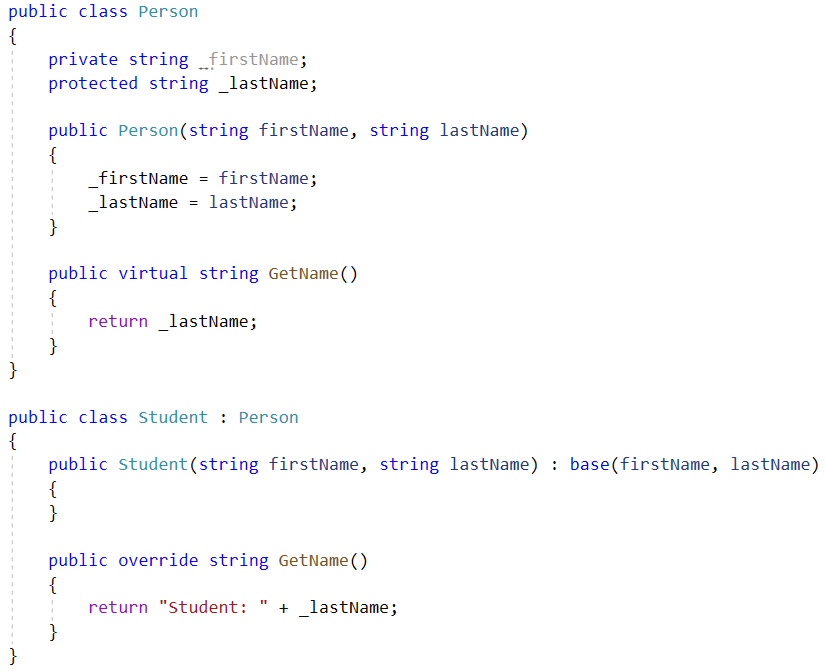 public class Person
{
    private string _firstName;
    protected string _lastName;

    public Person(string firstName, string lastName)
    {
        _firstName = firstName;
        _lastName = lastName;
    }

    public virtual string GetName()
    {
        return _lastName;
    }
}

public class Student : Person
{
    public Student(string firstName, string lastName) : base(firstName, lastName)
    {
    }

    public override string GetName()
    {
        return "Student: " + _lastName;
    }
}